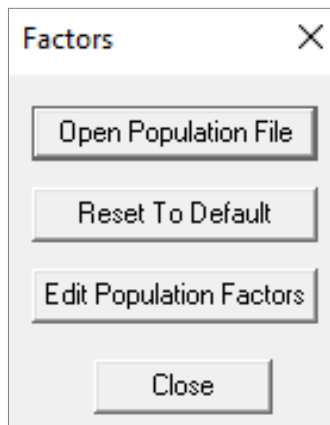 Factors
Open Population File
Reset To Default
Edit Population Factors
Close